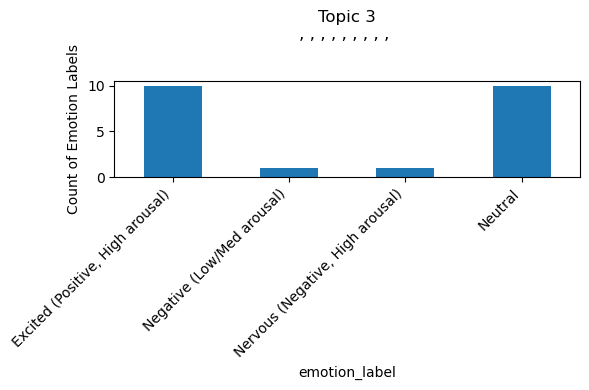 Topic 3
, , , , , , , , ,
Count of Emotion Labels
10
5
0
Excited (Positive, High arousal)
Negative (Low/Med arousal)
Nervous (Negative, High arousal)
Neutral
emotion_label